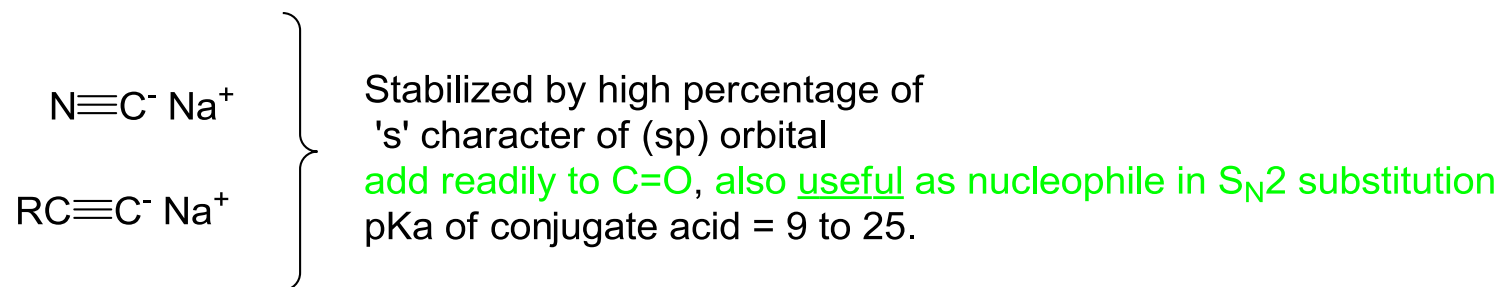 N≡C⁻ Na⁺
RC≡C⁻ Na⁺
Stabilized by high percentage of
's' character of (sp) orbital
add readily to C=O, also useful as nucleophile in S_N2 substitution
pKa of conjugate acid = 9 to 25.